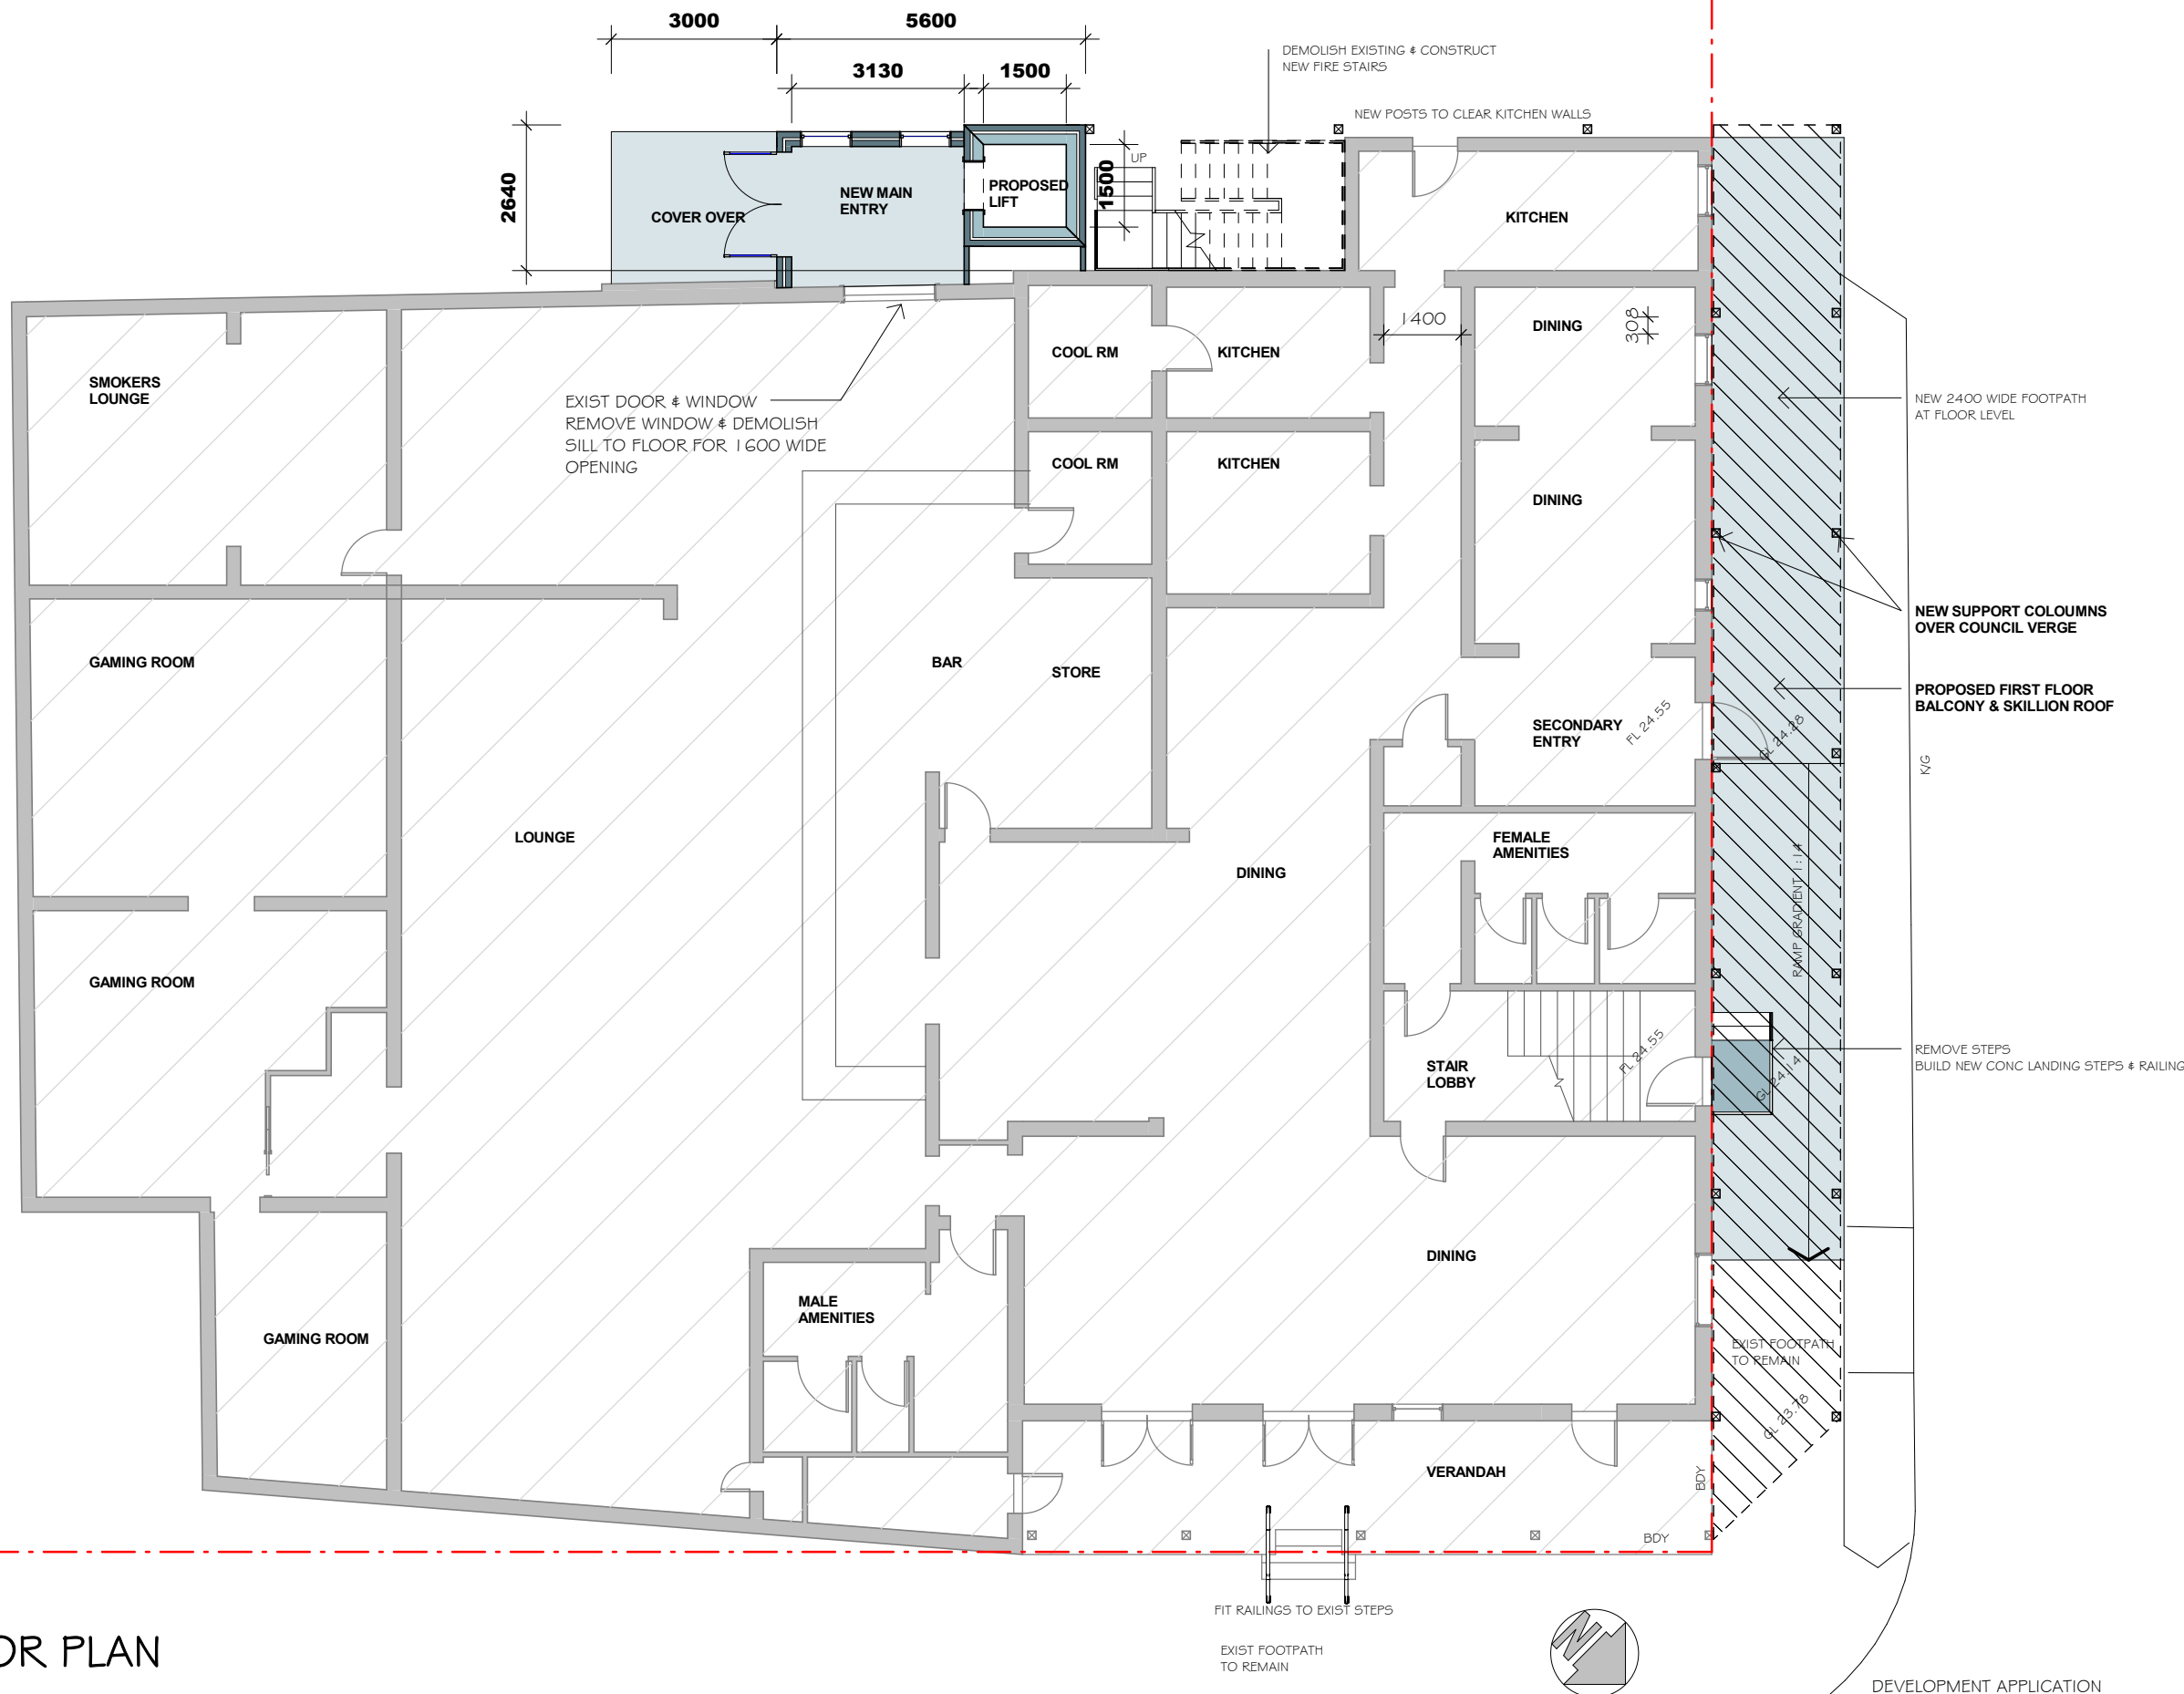 3000
5600
3130
1500
DEMOLISH EXISTING & CONSTRUCT
NEW FIRE STAIRS
NEW POSTS TO CLEAR KITCHEN WALLS
2640
COVER OVER
NEW MAIN
ENTRY
PROPOSED
LIFT
1500
UP
KITCHEN
SMOKERS
LOUNGE
EXIST DOOR & WINDOW
REMOVE WINDOW & DEMOLISH
SILL TO FLOOR FOR 1600 WIDE
OPENING
COOL RM
KITCHEN
1400
DINING
308
NEW 2400 WIDE FOOTPATH
AT FLOOR LEVEL
COOL RM
KITCHEN
DINING
NEW SUPPORT COLOUMNS
OVER COUNCIL VERGE
GAMING ROOM
BAR
STORE
PROPOSED FIRST FLOOR
BALCONY & SKILLION ROOF
SECONDARY
ENTRY
FL 24.55
GL 24.28
K/G
LOUNGE
DINING
FEMALE
AMENITIES
RAMP GRADIENT 1:14
GAMING ROOM
STAIR
LOBBY
FL 24.55
GL 24.14
REMOVE STEPS
BUILD NEW CONC LANDING STEPS & RAILING
DINING
MALE
AMENITIES
GAMING ROOM
EXIST FOOTPATH
TO REMAIN
GL 23.78
VERANDAH
BDY
BDY
FIT RAILINGS TO EXIST STEPS
EXIST FOOTPATH
TO REMAIN
N
OR PLAN
DEVELOPMENT APPLICATION